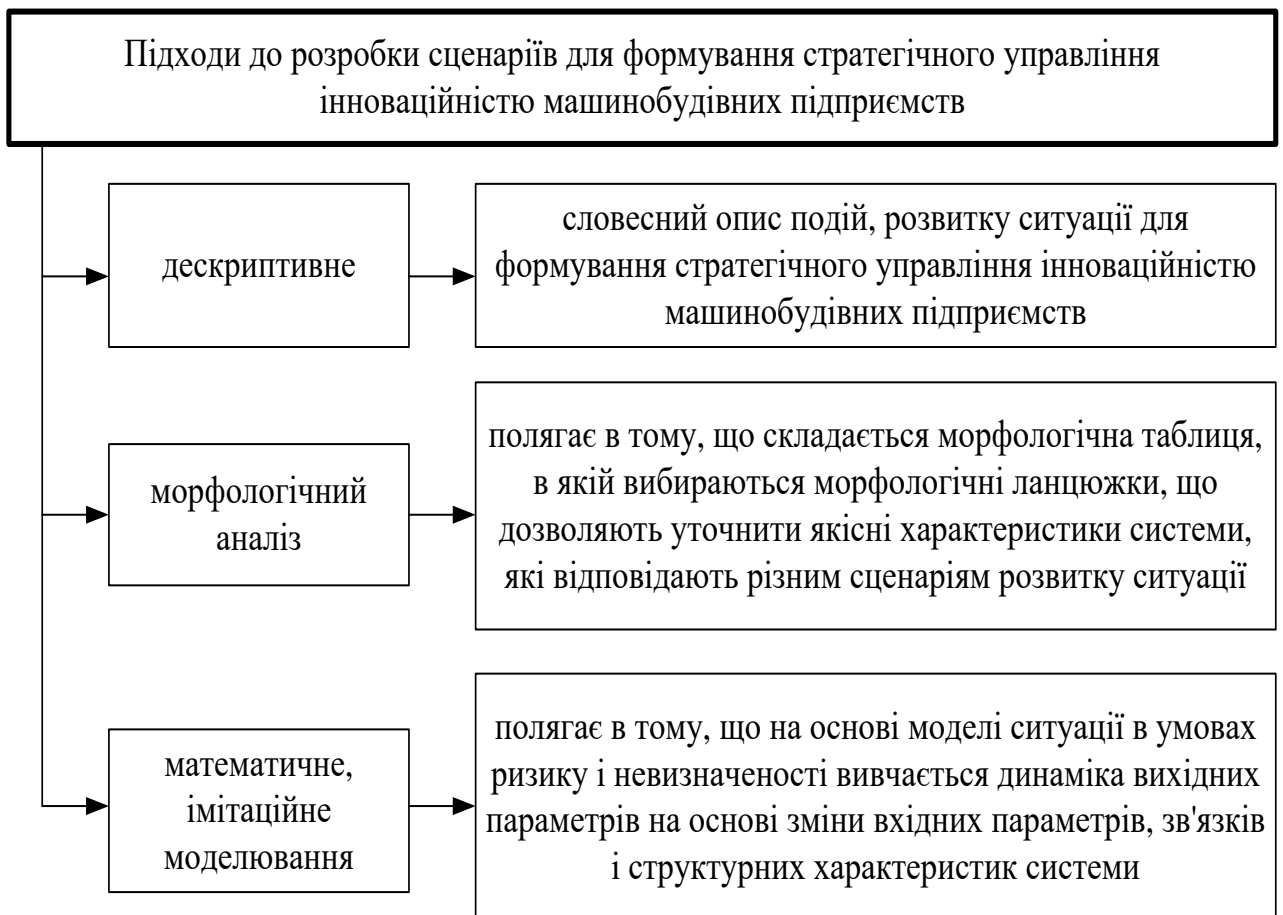 Підходи до розробки сценаріїв для формування стратегічного управління
інноваційністю машинобудівних підприємств
дескриптивне
словесний опис подій, розвитку ситуації для
формування стратегічного управління інноваційністю
машинобудівних підприємств
морфологічний
аналіз
полягає в тому, що складається морфологічна таблиця,
в якій вибираються морфологічні ланцюжки, що
дозволяють уточнити якісні характеристики системи,
які відповідають різним сценаріям розвитку ситуації
математичне,
імітаційне
моделювання
полягає в тому, що на основі моделі ситуації в умовах
ризику і невизначеності вивчається динаміка вихідних
параметрів на основі зміни вхідних параметрів, зв'язків
і структурних характеристик системи